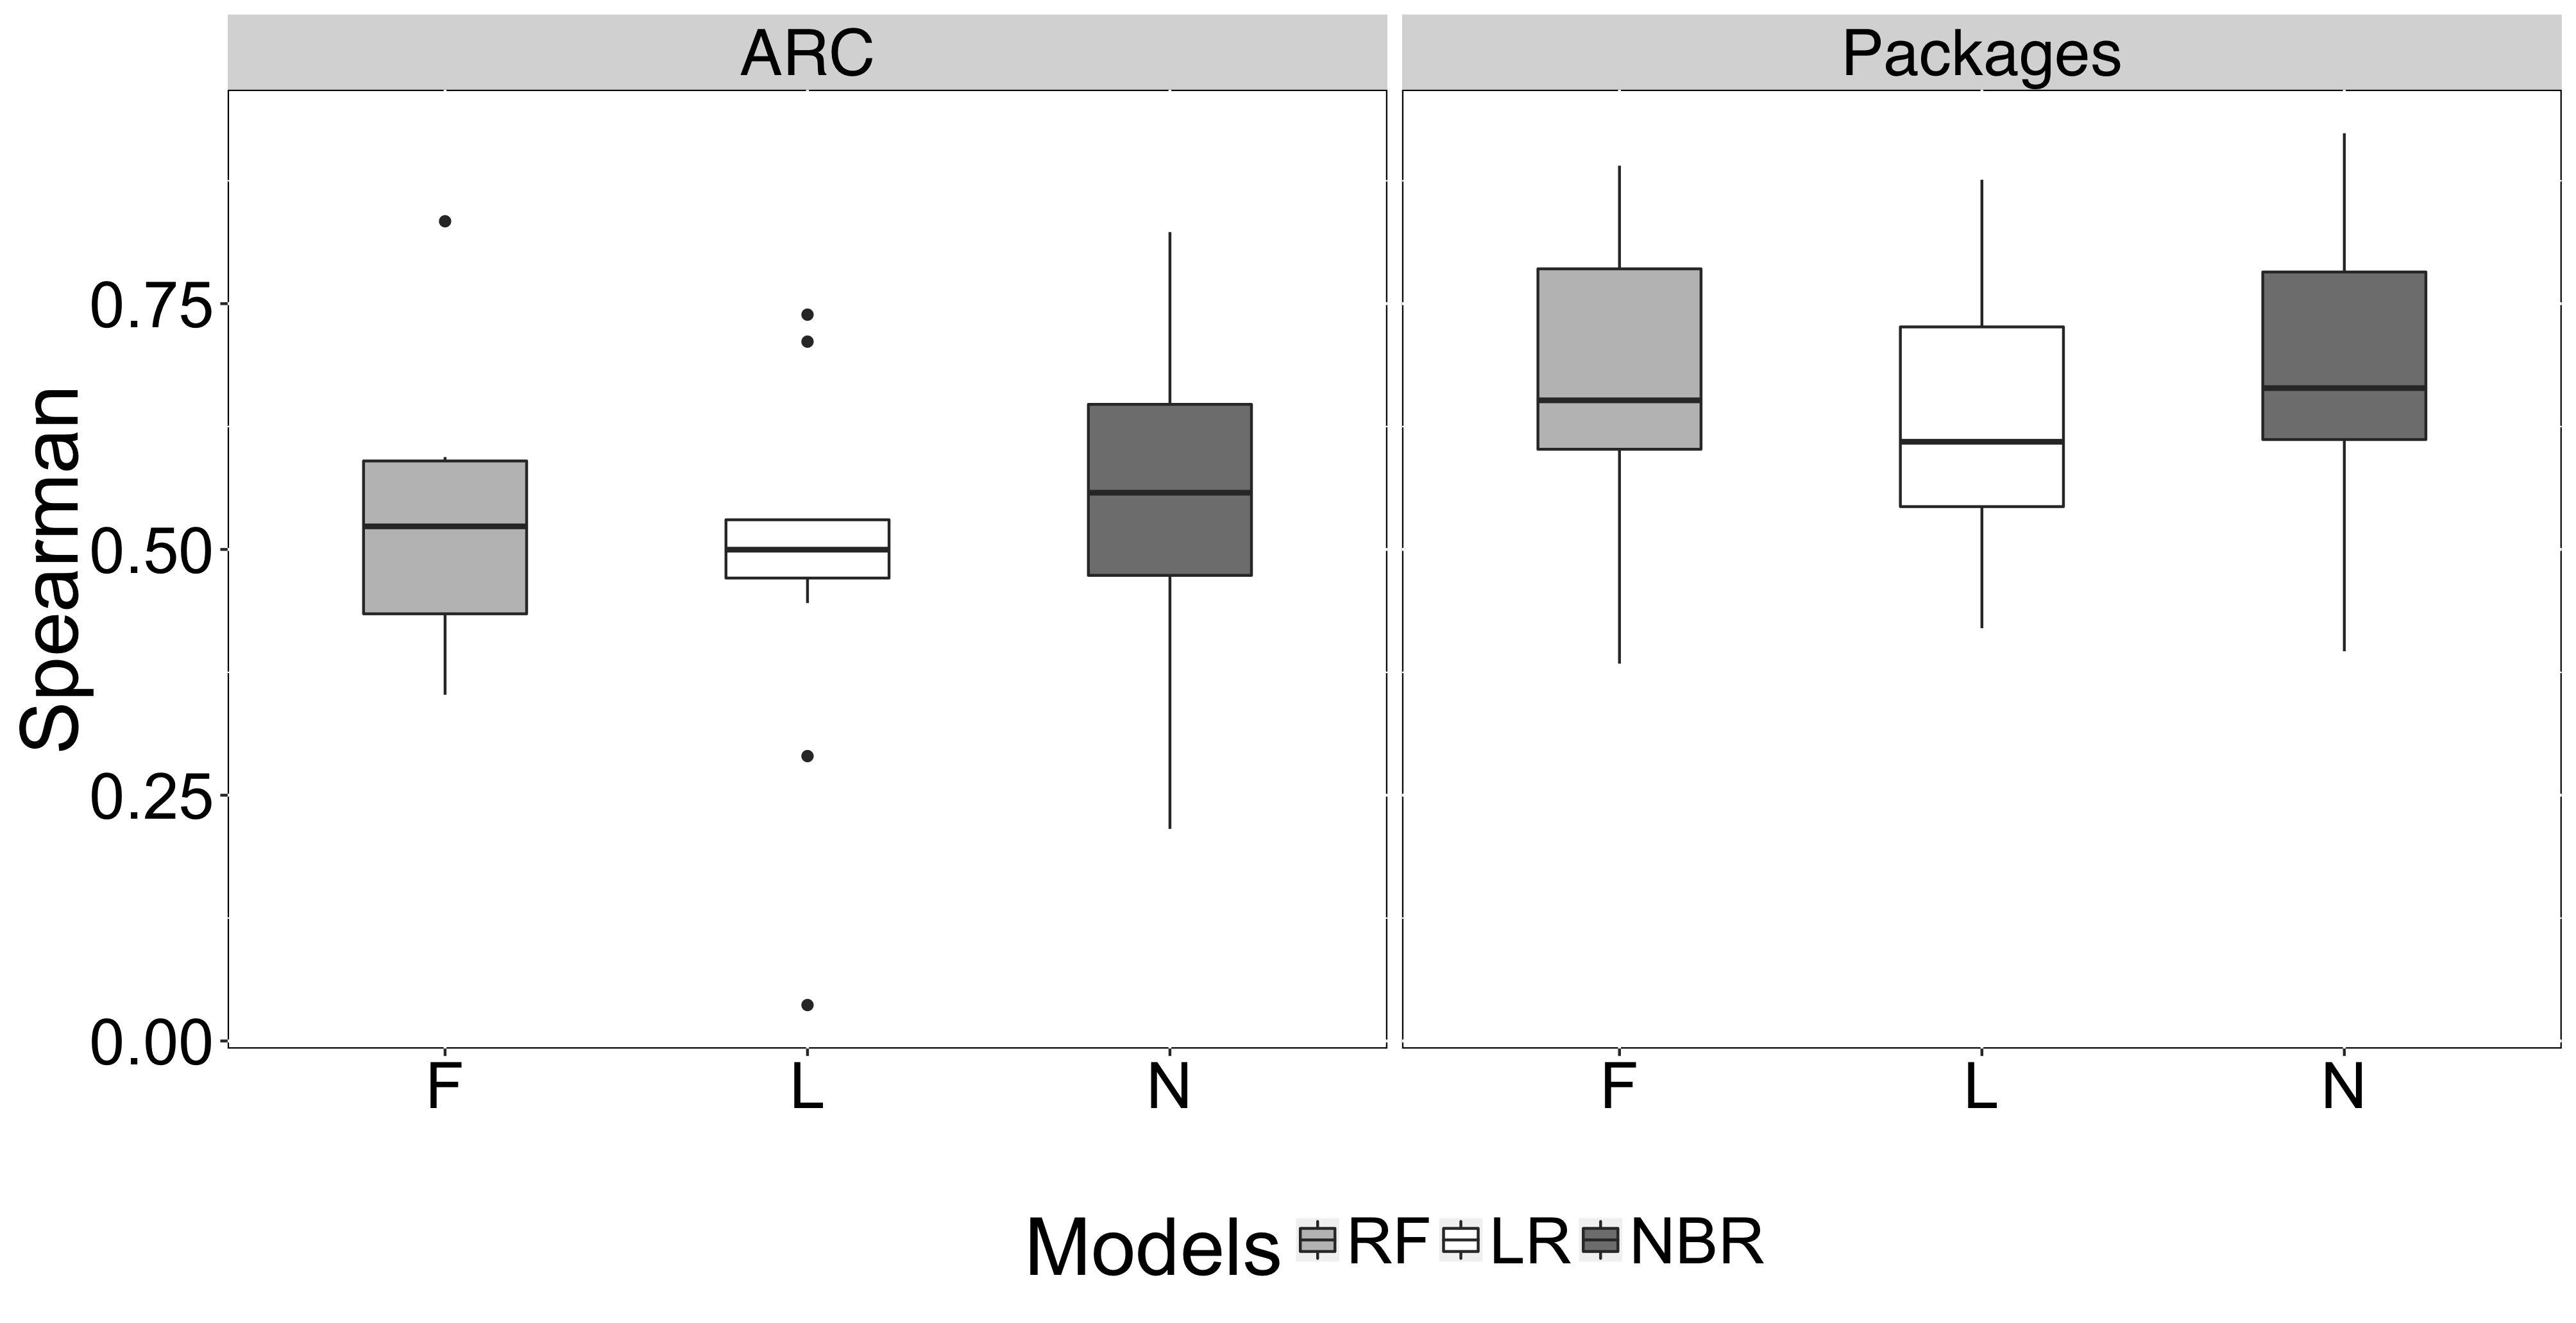 ARC
Packages
Spearman
0.75
0.50
0.25
0.00
F L N
F L N
Models RF LR NBR